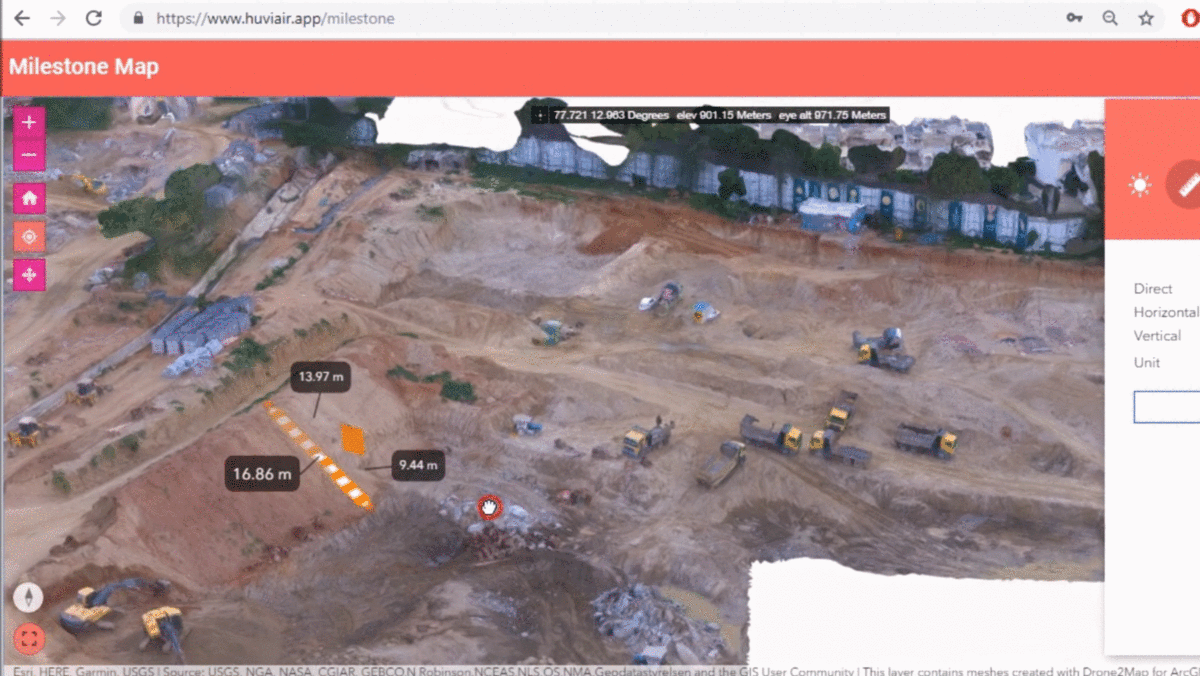 https://www.huviair.app/milestone
Milestone Map
77.721 12.963 Degrees elev 901.15 Meters eye alt 971.75 Meters
Direct
Horizontal
Vertical
Unit
13.97 m
16.86 m
9.44 m
Esri, HERE, Garmin, USGS | Source: USGS, NGA, NASA, CGIAR, GEBCO,N Robinson,NCEAS,NLS,OS,NMA,Geodatastyrelsen and the GIS User Community | This layer contains meshes created with Drone2Map for ArcGI